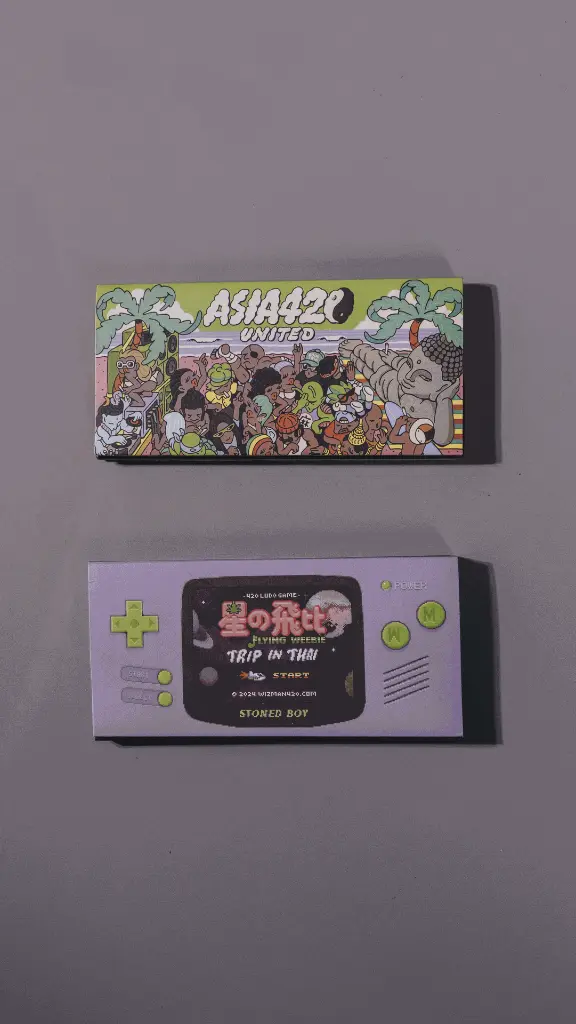 ASIA420
UNITED
-420 LUDO GAME-
星の飛比
FLYING WEEBIE
TRIP IN THAI
START
© 2024 WIZMAN420.COM
STONED BOY
POWER
W
M